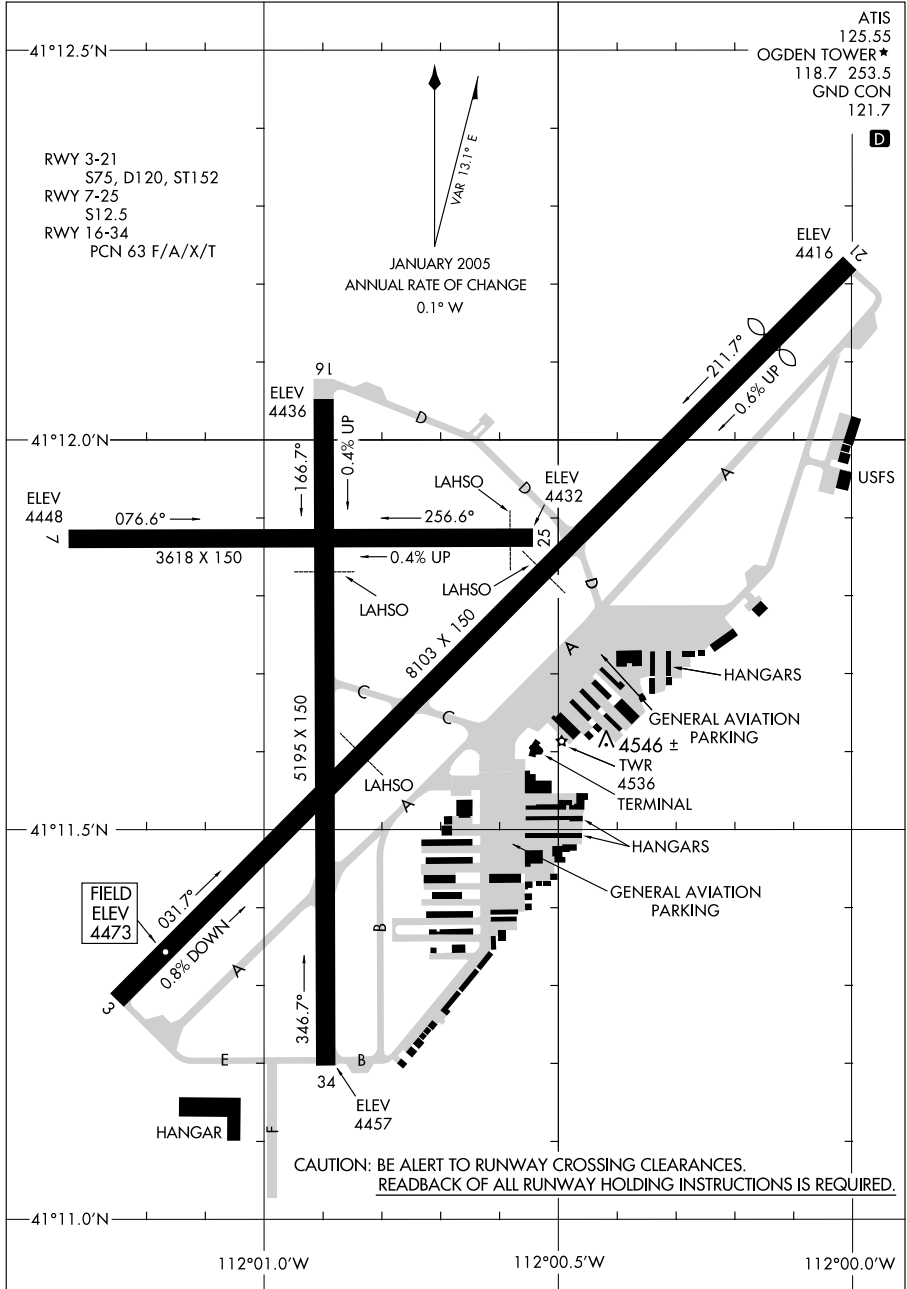 ATIS
125.55
OGDEN TOWER★
118.7 253.5
GND CON
121.7
D
41°12.5'N
VAR 13.1° E
JANUARY 2005
ANNUAL RATE OF CHANGE
0.1° W
RWY 3-21
S75, D120, ST152
RWY 7-25
S12.5
RWY 16-34
PCN 63 F/A/X/T
ELEV
4416
21
211.7°
0.6% UP
16
ELEV
4436
D
41°12.0'N
166.7°
0.4% UP
A
USFS
LAHSO
ELEV
4432
D
ELEV
4448
7
076.6°
256.6°
25
3618 X 150
0.4% UP
LAHSO
LAHSO
D
8103 X 150
A
HANGARS
C
C
GENERAL AVIATION
PARKING
5195 X 150
4546 ±
TWR
4536
TERMINAL
LAHSO
A
41°11.5'N
HANGARS
GENERAL AVIATION
PARKING
FIELD
ELEV
4473
031.7°
0.8% DOWN
A
B
346.7°
3
E
B
34
ELEV
4457
HANGAR
F
CAUTION: BE ALERT TO RUNWAY CROSSING CLEARANCES.
READBACK OF ALL RUNWAY HOLDING INSTRUCTIONS IS REQUIRED.
41°11.0'N
112°01.0'W
112°00.5'W
112°00.0'W